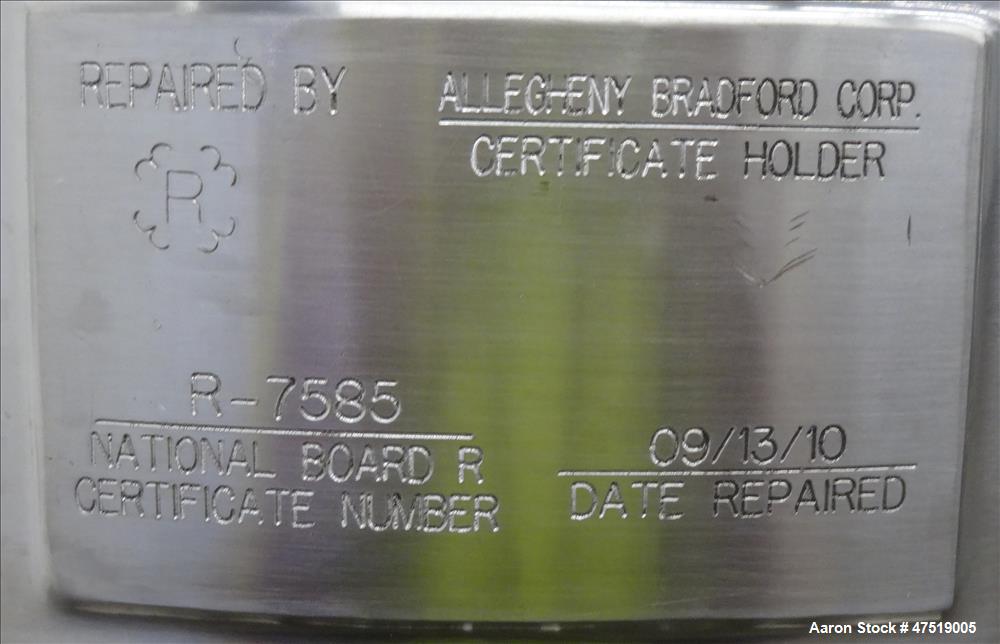 REPAIRED BY
ALLEGHENY BRADFORD CORP.
CERTIFICATE HOLDER
R
R-7585
NATIONAL BOARD R
CERTIFICATE NUMBER
09/13/10
DATE REPAIRED
Aaron Stock # 47519005